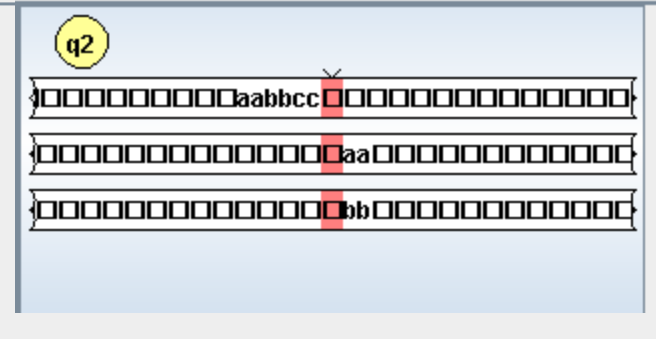 q2
□□□□□□□□□aabbcc□□□□□□□□□□□□□□
□□□□□□□□□□□□□□aa□□□□□□□□□□□□
□□□□□□□□□□□□□□bb□□□□□□□□□□□□